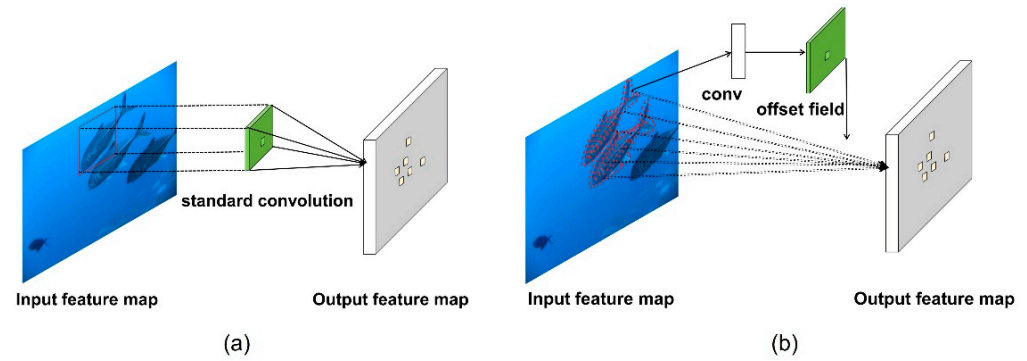 standard convolution
Input feature map
Output feature map
(a)
conv
offset field
Input feature map
Output feature map
(b)